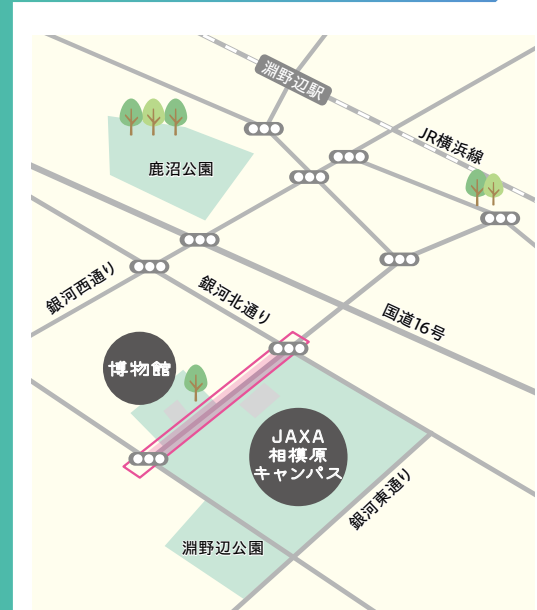 淵野辺駅
JR横浜線
鹿沼公園
銀河西通り
銀河北通り
国道16号
博物館
JAXA
相模原
キャンパス
銀河東通り
淵野辺公園